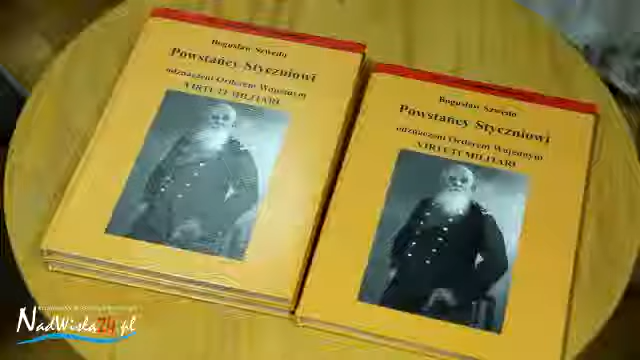 Bogusław Szwedo
Powstańcy Styczniowi
odznaczeni Orderem Wojennym
VIRTUTI MILITARI
Bogusław Szwedo
Powstańcy Styczniowi
odznaczeni Orderem Wojennym
VIRTUTI MILITARI
NadWisłą24.pl